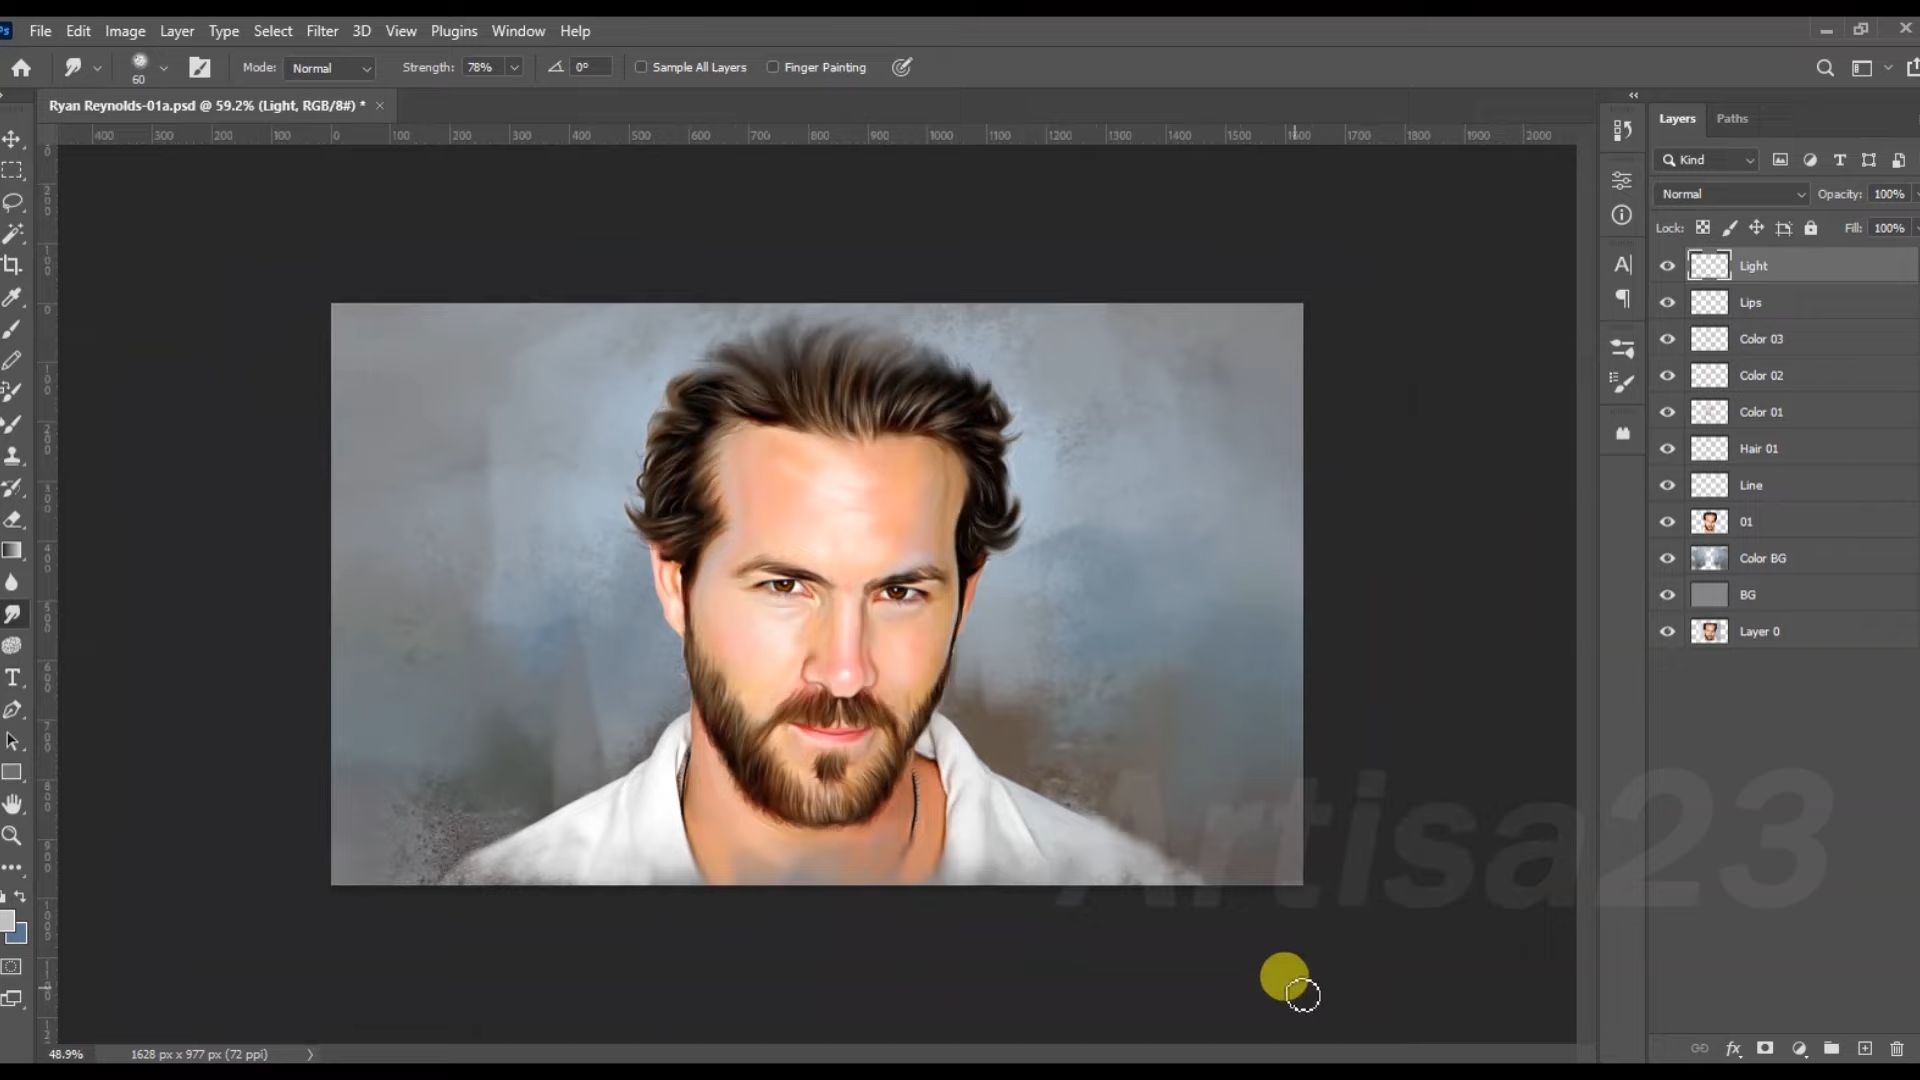 Ps File Edit Image Layer Type Select Filter 3D View Plugins Window Help
60 Mode: Normal Strength: 78% 0° Sample All Layers Finger Painting
Ryan Reynolds-01a.psd @ 59.2% (Light, RGB/8#) * ×
400 300 200 100 0 100 200 300 400 500 600 700 800 900 1000 1100 1200 1300 1400 1500 1600 1700 1800 1900 2000
Layers Paths
Kind
Normal Opacity: 100%
Lock: Fill: 100%
Light
Lips
Color 03
Color 02
Color 01
Hair 01
Line
01
Color BG
BG
Layer 0
Artisa23
48.9% 1628 px x 977 px (72 ppi)
fx